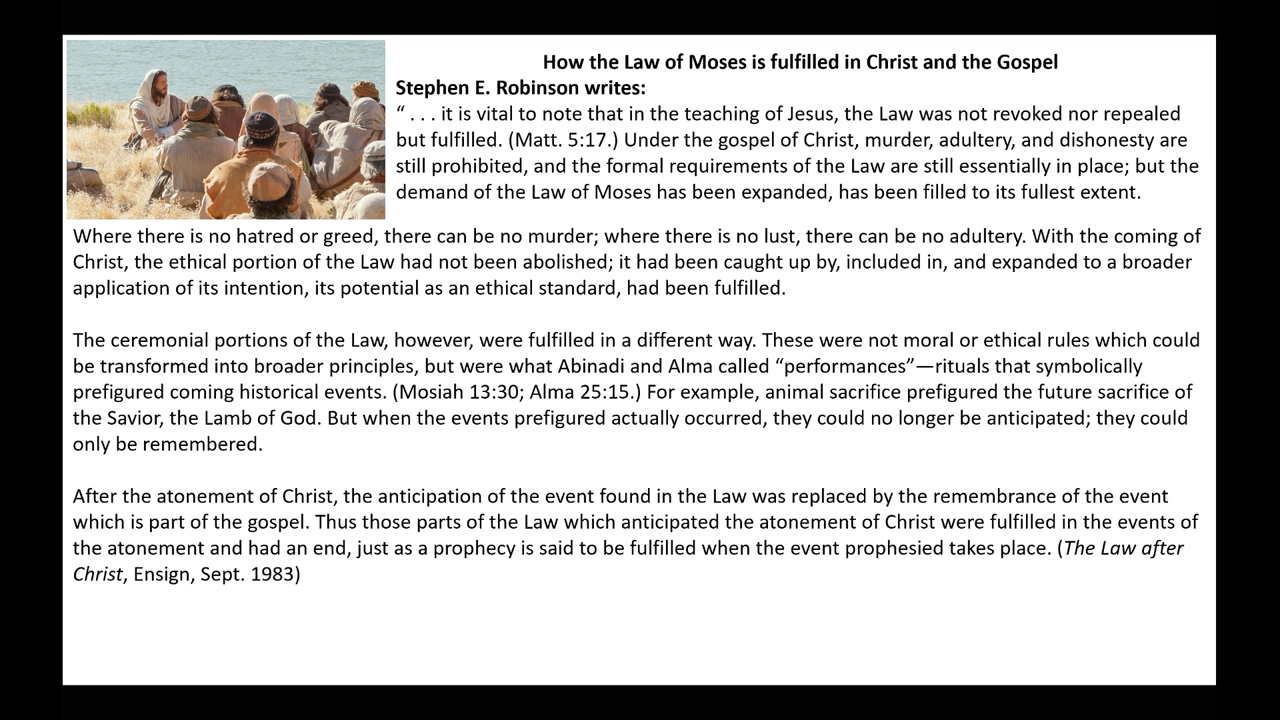 How the Law of Moses is fulfilled in Christ and the Gospel
Stephen E. Robinson writes:
“ . . . it is vital to note that in the teaching of Jesus, the Law was not revoked nor repealed
but fulfilled. (Matt. 5:17.) Under the gospel of Christ, murder, adultery, and dishonesty are
still prohibited, and the formal requirements of the Law are still essentially in place; but the
demand of the Law of Moses has been expanded, has been filled to its fullest extent.
Where there is no hatred or greed, there can be no murder; where there is no lust, there can be no adultery. With the coming of
Christ, the ethical portion of the Law had not been abolished; it had been caught up by, included in, and expanded to a broader
application of its intention, its potential as an ethical standard, had been fulfilled.
The ceremonial portions of the Law, however, were fulfilled in a different way. These were not moral or ethical rules which could
be transformed into broader principles, but were what Abinadi and Alma called “performances”—rituals that symbolically
prefigured coming historical events. (Mosiah 13:30; Alma 25:15.) For example, animal sacrifice prefigured the future sacrifice of
the Savior, the Lamb of God. But when the events prefigured actually occurred, they could no longer be anticipated; they could
only be remembered.
After the atonement of Christ, the anticipation of the event found in the Law was replaced by the remembrance of the event
which is part of the gospel. Thus those parts of the Law which anticipated the atonement of Christ were fulfilled in the events of
the atonement and had an end, just as a prophecy is said to be fulfilled when the event prophesied takes place. (The Law after
Christ, Ensign, Sept. 1983)